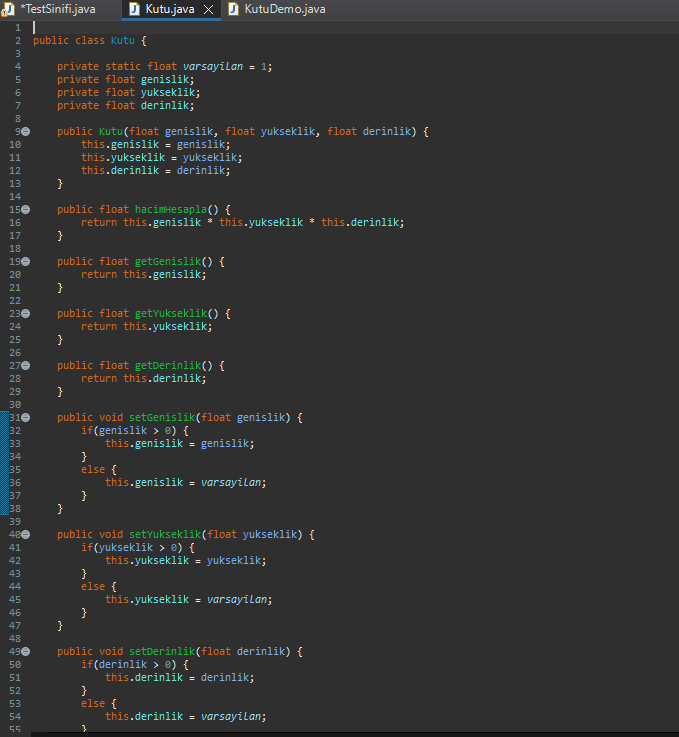 *TestSinifi.java Kutu.java KutuDemo.java
1
2 public class Kutu {
3
4     private static float varsayilan = 1;
5     private float genislik;
6     private float yukseklik;
7     private float derinlik;
8
9     public Kutu(float genislik, float yukseklik, float derinlik) {
10         this.genislik = genislik;
11         this.yukseklik = yukseklik;
12         this.derinlik = derinlik;
13     }
14
15     public float hacimHesapla() {
16         return this.genislik * this.yukseklik * this.derinlik;
17     }
18
19     public float getGenislik() {
20         return this.genislik;
21     }
22
23     public float getYukseklik() {
24         return this.yukseklik;
25     }
26
27     public float getDerinlik() {
28         return this.derinlik;
29     }
30
31     public void setGenislik(float genislik) {
32         if(genislik > 0) {
33             this.genislik = genislik;
34         }
35         else {
36             this.genislik = varsayilan;
37         }
38     }
39
40     public void setYukseklik(float yukseklik) {
41         if(yukseklik > 0) {
42             this.yukseklik = yukseklik;
43         }
44         else {
45             this.yukseklik = varsayilan;
46         }
47     }
48
49     public void setDerinlik(float derinlik) {
50         if(derinlik > 0) {
51             this.derinlik = derinlik;
52         }
53         else {
54             this.derinlik = varsayilan;
55         }